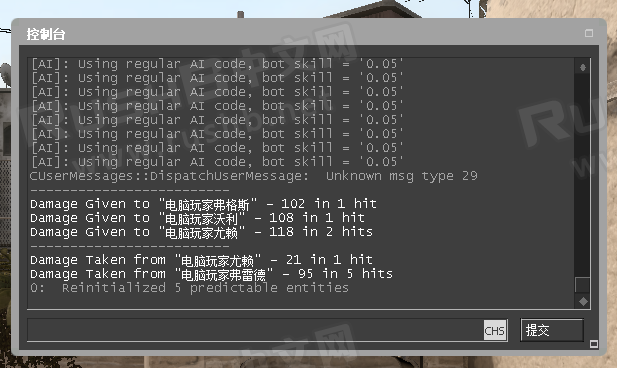 控制台
[AI]: Using regular AI code, bot skill = '0.05'
[AI]: Using regular AI code, bot skill = '0.05'
[AI]: Using regular AI code, bot skill = '0.05'
[AI]: Using regular AI code, bot skill = '0.05'
[AI]: Using regular AI code, bot skill = '0.05'
[AI]: Using regular AI code, bot skill = '0.05'
[AI]: Using regular AI code, bot skill = '0.05'
[AI]: Using regular AI code, bot skill = '0.05'
CUserMessages::DispatchUserMessage:  Unknown msg type 29
-------------------------
Damage Given to "电脑玩家弗格斯" - 102 in 1 hit
Damage Given to "电脑玩家沃利" - 108 in 1 hit
Damage Given to "电脑玩家尤赖" - 118 in 2 hits
-------------------------
Damage Taken from "电脑玩家尤赖" - 21 in 1 hit
Damage Taken from "电脑玩家弗雷德" - 95 in 5 hits
0:  Reinitialized 5 predictable entities
CHS
提交